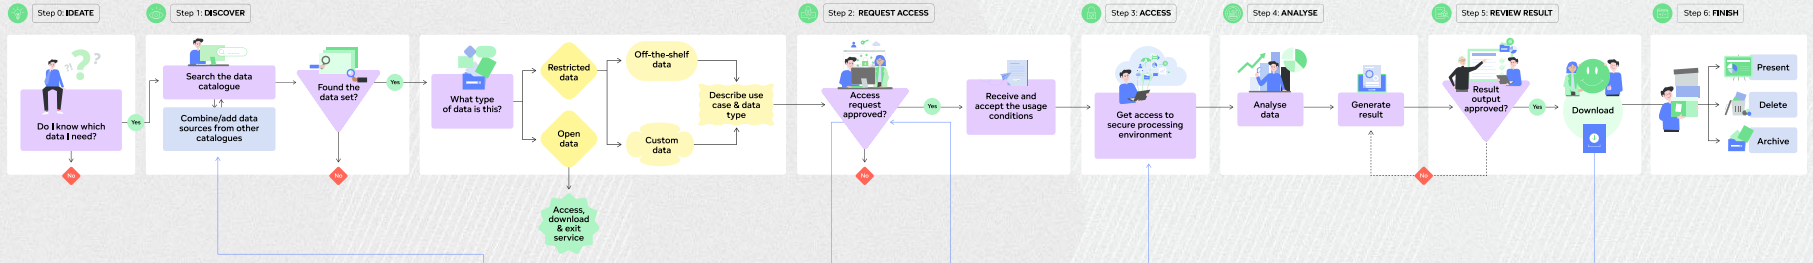 Step 0: IDEATE
Step 1: DISCOVER
Step 2: REQUEST ACCESS
Step 3: ACCESS
Step 4: ANALYSE
Step 5: REVIEW RESULT
Step 6: FINISH
Do I know which
data I need?
Yes
No
Search the data
catalogue
Combine/add data
sources from other
catalogues
Found the
data set?
Yes
No
What type
of data is this?
Restricted
data
Open
data
Access,
download
& exit
service
Off-the-shelf
data
Custom
data
Describe use
case & data
type
Access
request
approved?
Yes
No
Receive and
accept the usage
conditions
Get access to
secure processing
environment
Analyse
data
Generate
result
No
Result
output
approved?
Yes
Download
Present
Delete
Archive